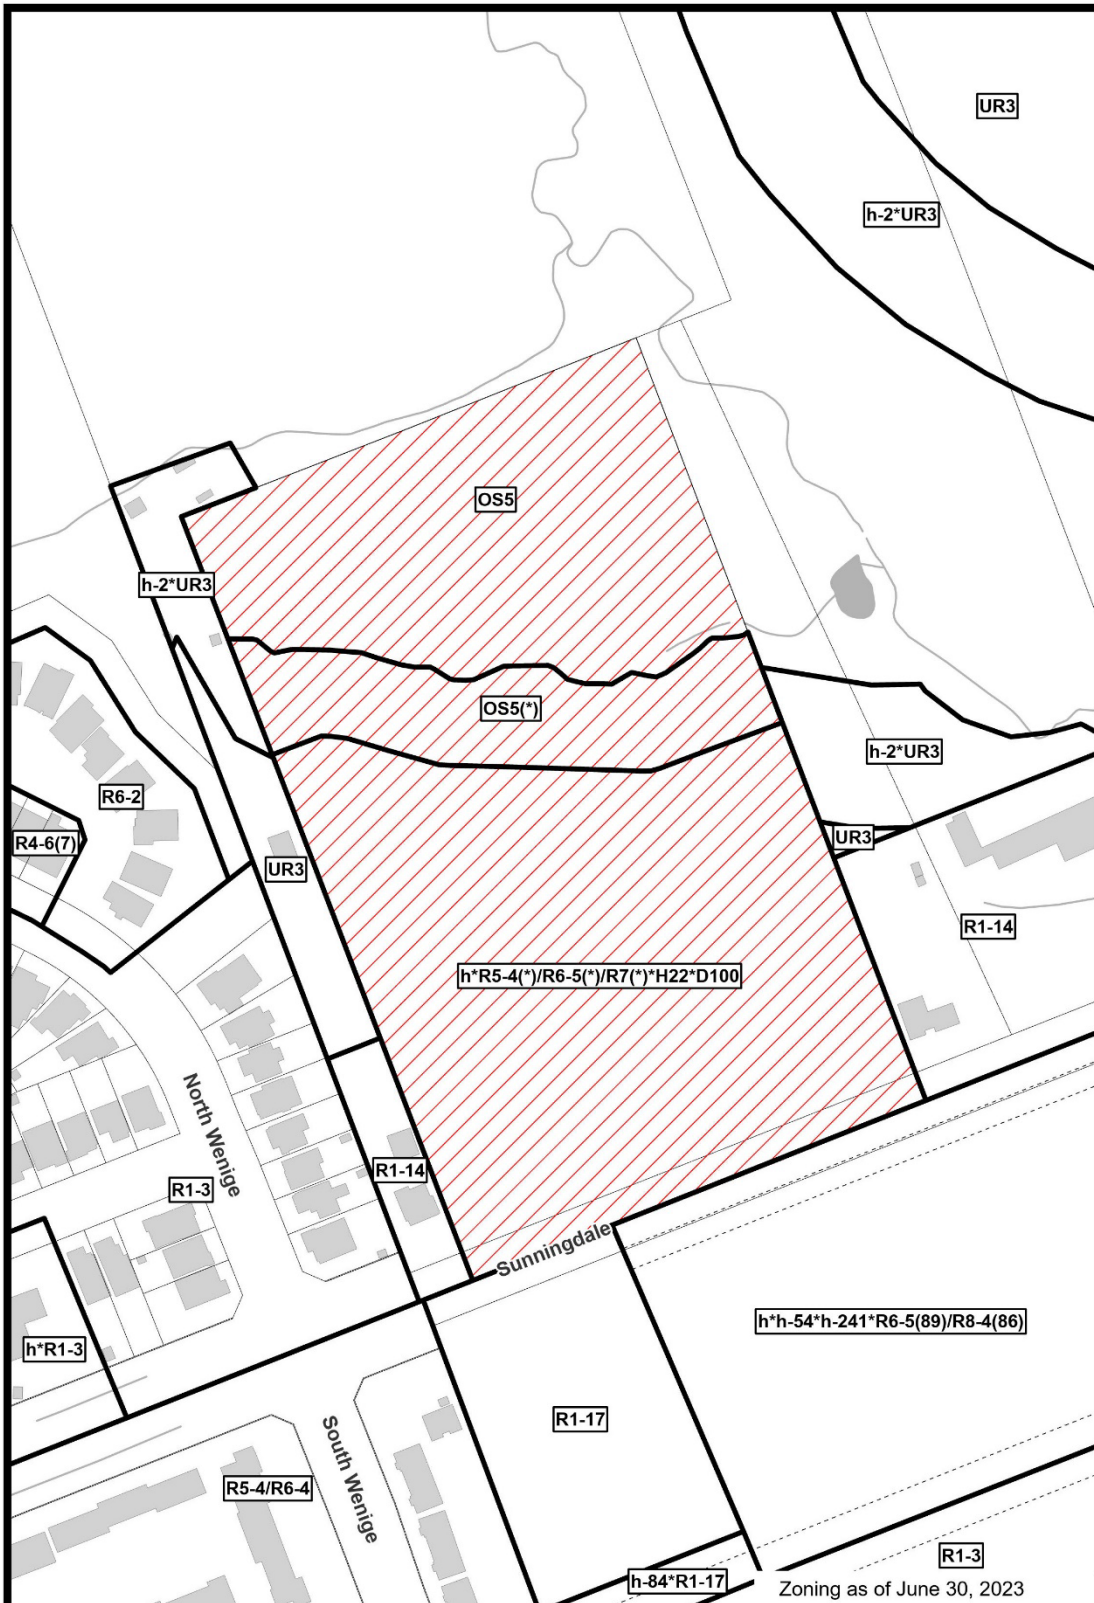 UR3
h-2*UR3
OS5
h-2*UR3
OS5(*)
h-2*UR3
R6-2
R4-6(7)
UR3
UR3
R1-14
h*R5-4(*)/R6-5(*)/R7(*)*H22*D100
North Wenige
R1-14
R1-3
Sunningdale
h*h-54*h-241*R6-5(89)/R8-4(86)
h*R1-3
R1-17
South Wenige
R5-4/R6-4
R1-3
h-84*R1-17
Zoning as of June 30, 2023